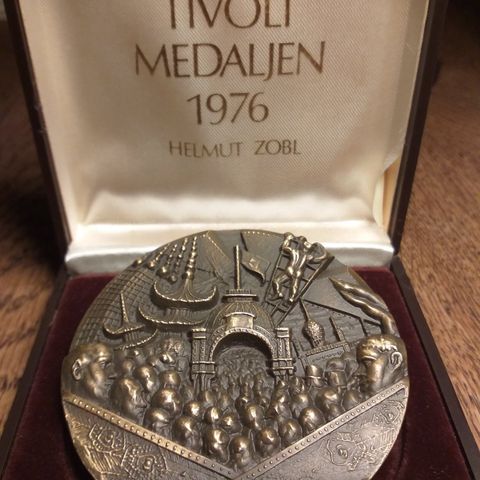 TIVOLI
MEDALJEN
1976
HELMUT ZOBL